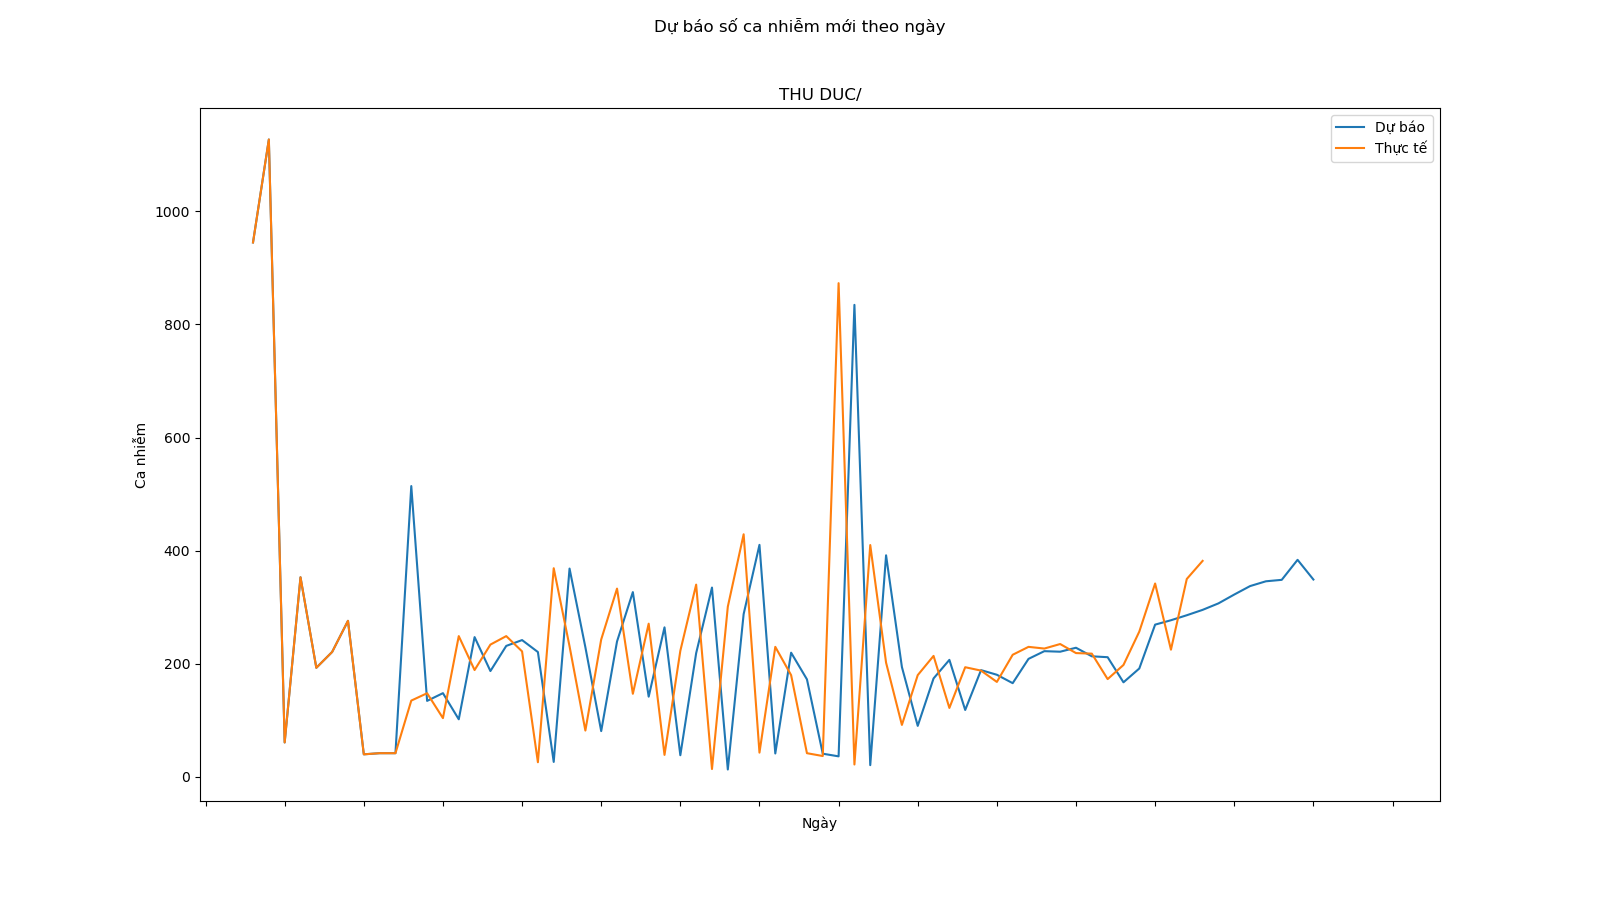 Dự báo số ca nhiễm mới theo ngày
THU DUC/
Dự báo
Thực tế
1000
800
600
400
200
0
Ca nhiễm
Ngày